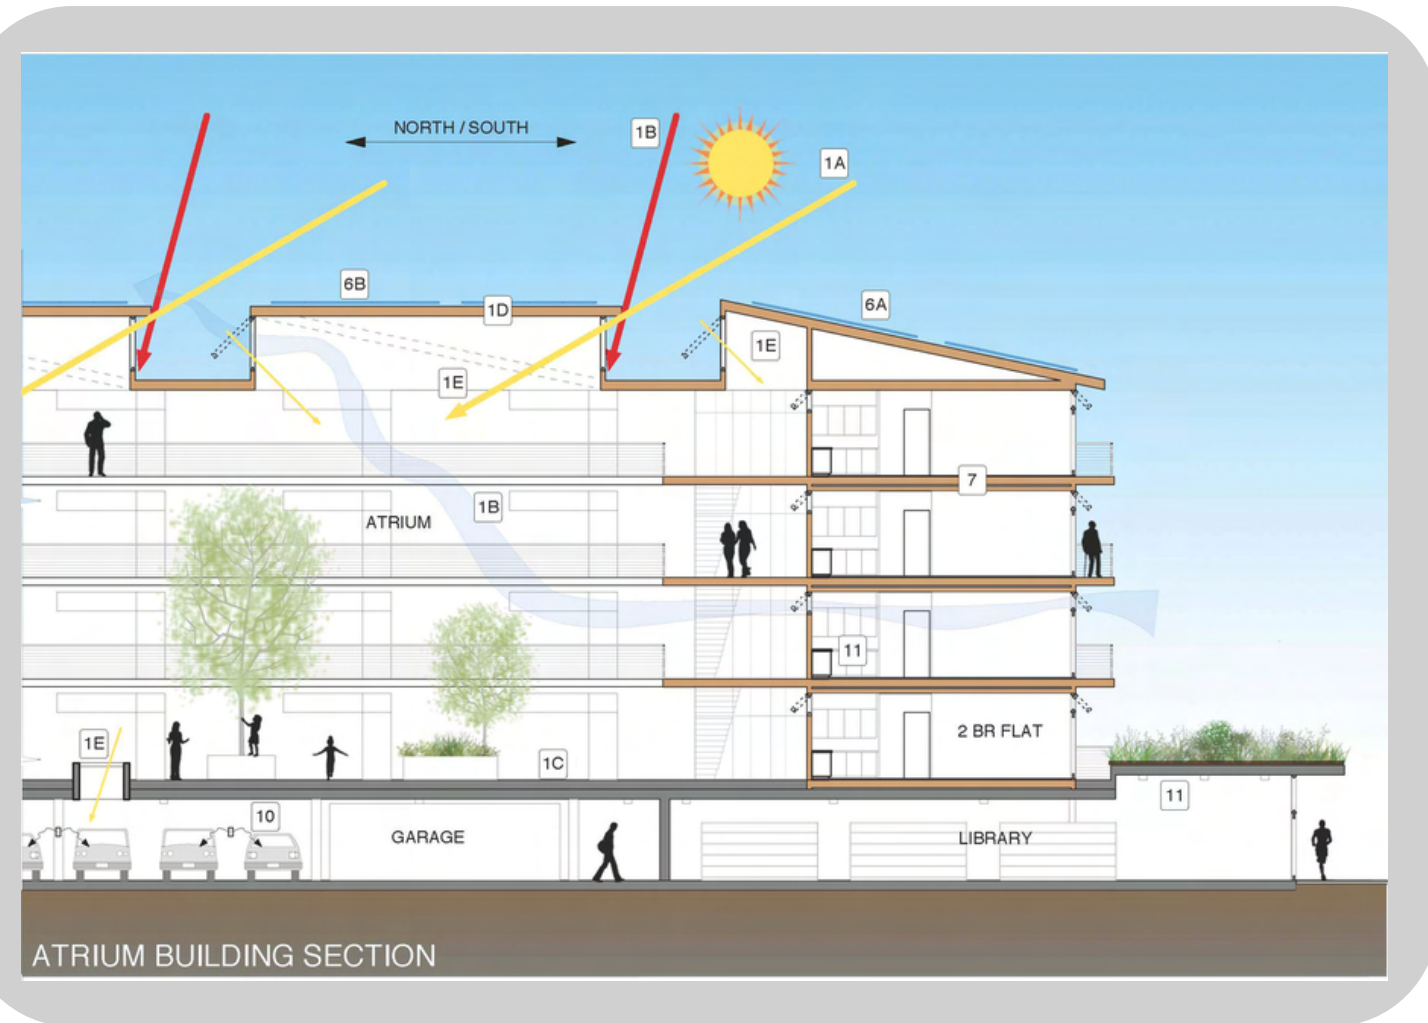 NORTH / SOUTH
1B
1A
6B
1D
6A
1E
1E
7
1B
ATRIUM
11
2 BR FLAT
1E
1C
11
10
GARAGE
LIBRARY
ATRIUM BUILDING SECTION